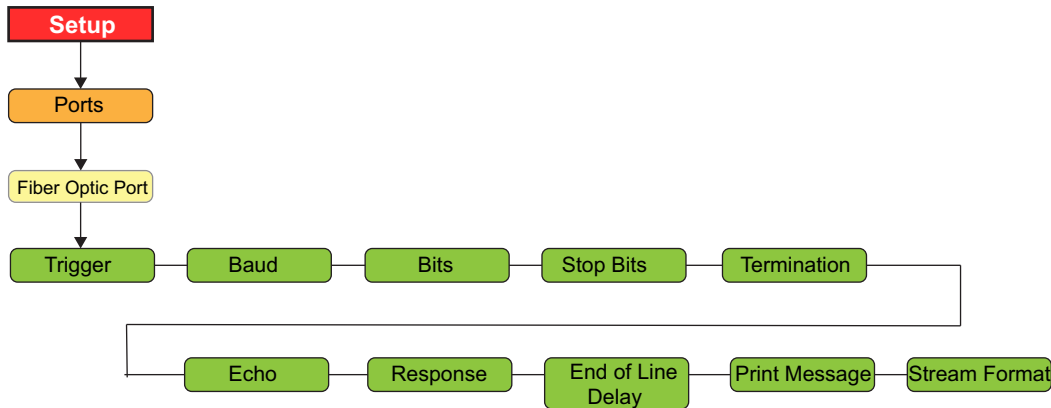 Setup
Ports
Fiber Optic Port
Trigger
Baud
Bits
Stop Bits
Termination
Echo
Response
End of Line
Delay
Print Message
Stream Format